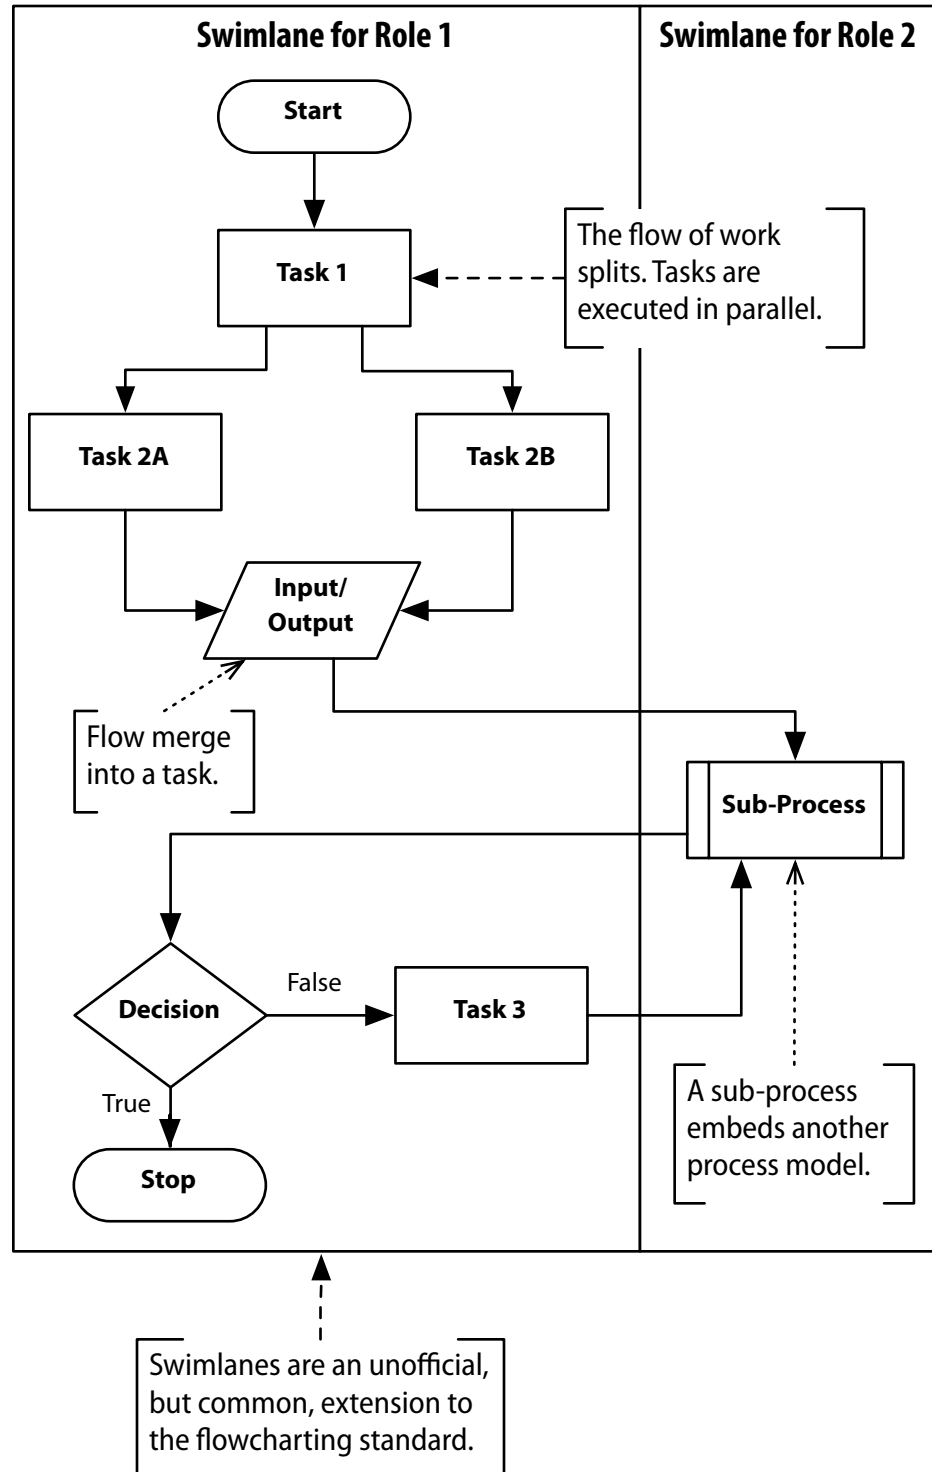 Swimlane for Role 1
Swimlane for Role 2
Start
Task 1
The flow of work
splits. Tasks are
executed in parallel.
Task 2A
Task 2B
Input/
Output
Flow merge
into a task.
Sub-Process
Decision
False
Task 3
True
Stop
A sub-process
embeds another
process model.
Swimlanes are an unofficial,
but common, extension to
the flowcharting standard.